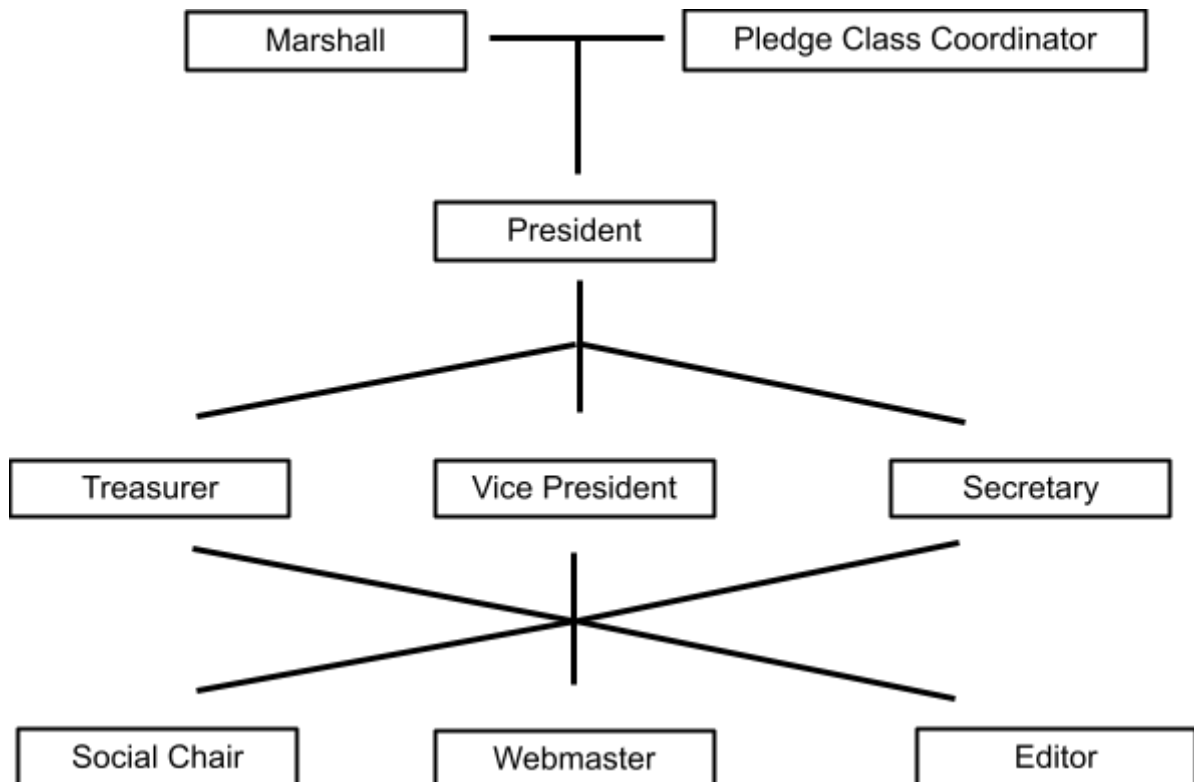 Marshall
Pledge Class Coordinator
President
Treasurer
Vice President
Secretary
Social Chair
Webmaster
Editor